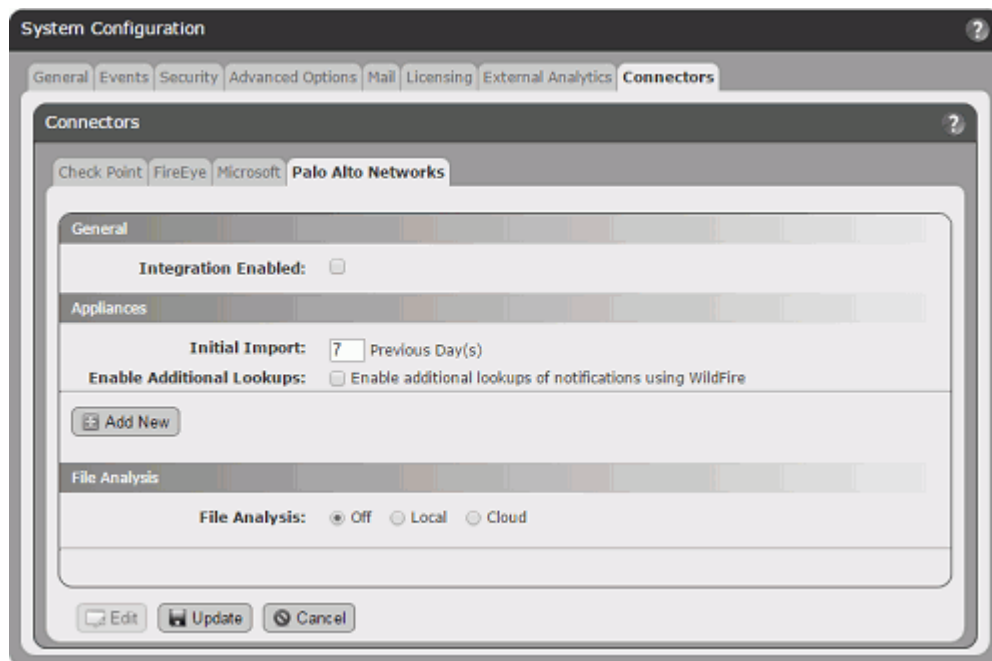 System Configuration
?
General Events Security Advanced Options Mail Licensing External Analytics Connectors
Connectors
?
Check Point FireEye Microsoft Palo Alto Networks
General
Integration Enabled:
Appliances
Initial Import: 7 Previous Day(s)
Enable Additional Lookups: Enable additional lookups of notifications using WildFire
Add New
File Analysis
File Analysis: Off Local Cloud
Edit Update Cancel